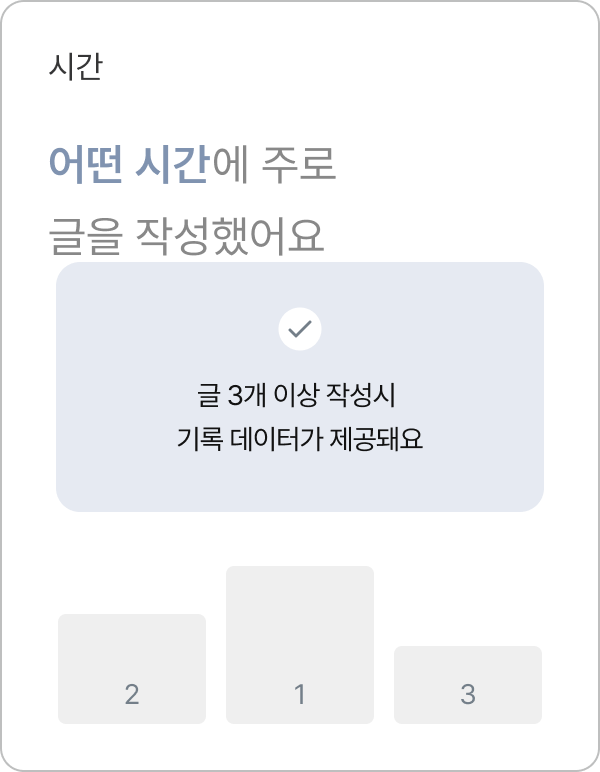 시간
어떤 시간에 주로
글을 작성했어요
글 3개 이상 작성시
기록 데이터가 제공돼요
2
1
3